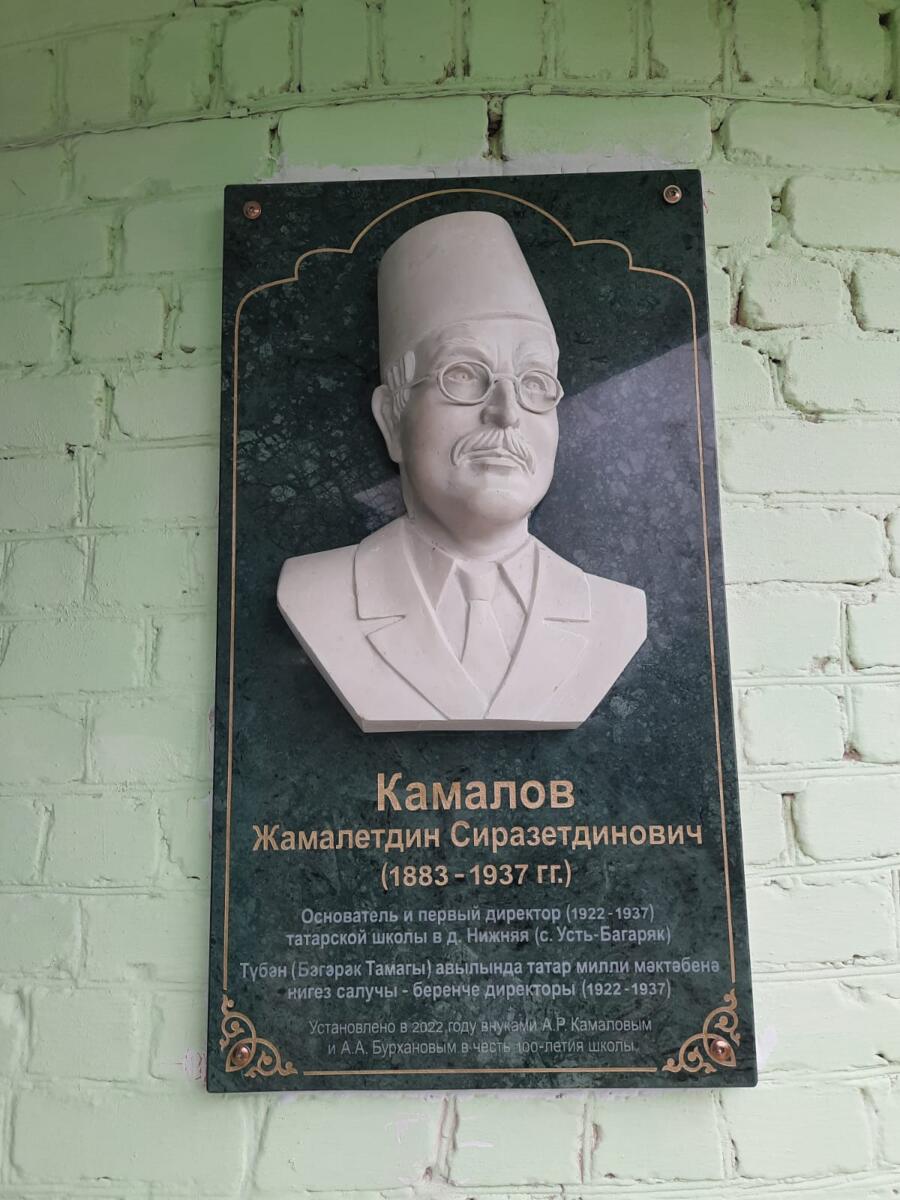 Камалов
Жамалетдин Сиразетдинович
(1883 - 1937 гг.)
Основатель и первый директор (1922 - 1937)
татарской школы в д. Нижняя (с. Усть-Багаряк)
Түбән (Бәгәрәк Тамагы) авылында татар милли мәктәбенә
нигез салучы - беренче директоры (1922 - 1937)
Установлено в 2022 году внуками А.Р. Камаловым
и А.А. Бурхановым в честь 100-летия школы.